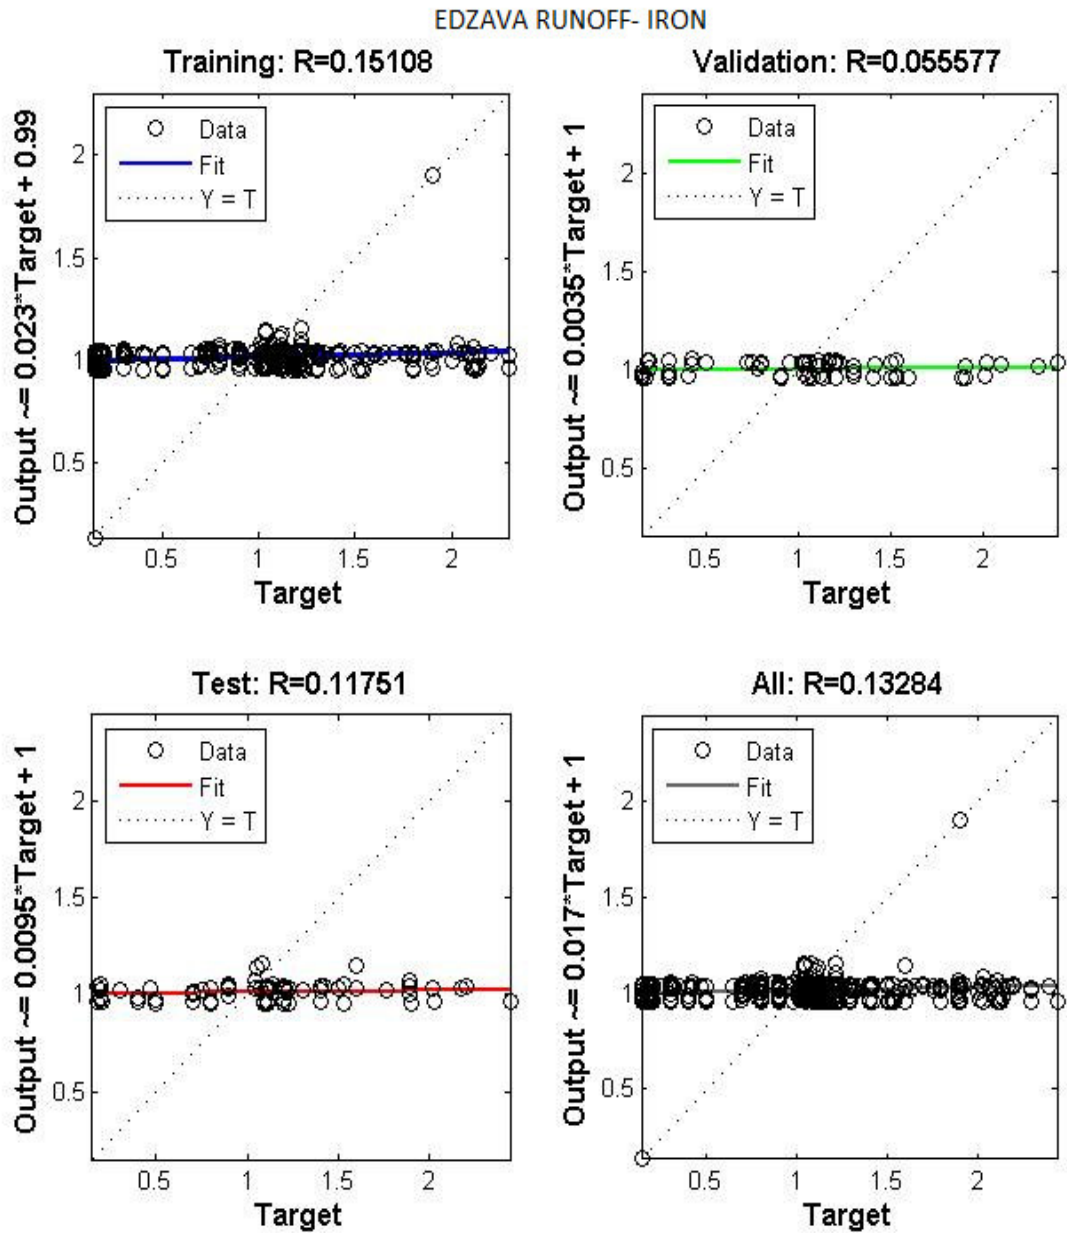 EDZAVA RUNOFF- IRON
Training: R=0.15108
Output ~= 0.023*Target + 0.99
Data
Fit
Y = T
2
1.5
1
0.5
0.5 1 1.5 2
Target
Validation: R=0.055577
Output ~= 0.0035*Target + 1
Data
Fit
Y = T
2
1.5
1
0.5
0.5 1 1.5 2
Target
Test: R=0.11751
Output ~= 0.0095*Target + 1
Data
Fit
Y = T
2
1.5
1
0.5
0.5 1 1.5 2
Target
All: R=0.13284
Output ~= 0.017*Target + 1
Data
Fit
Y = T
2
1.5
1
0.5
0.5 1 1.5 2
Target